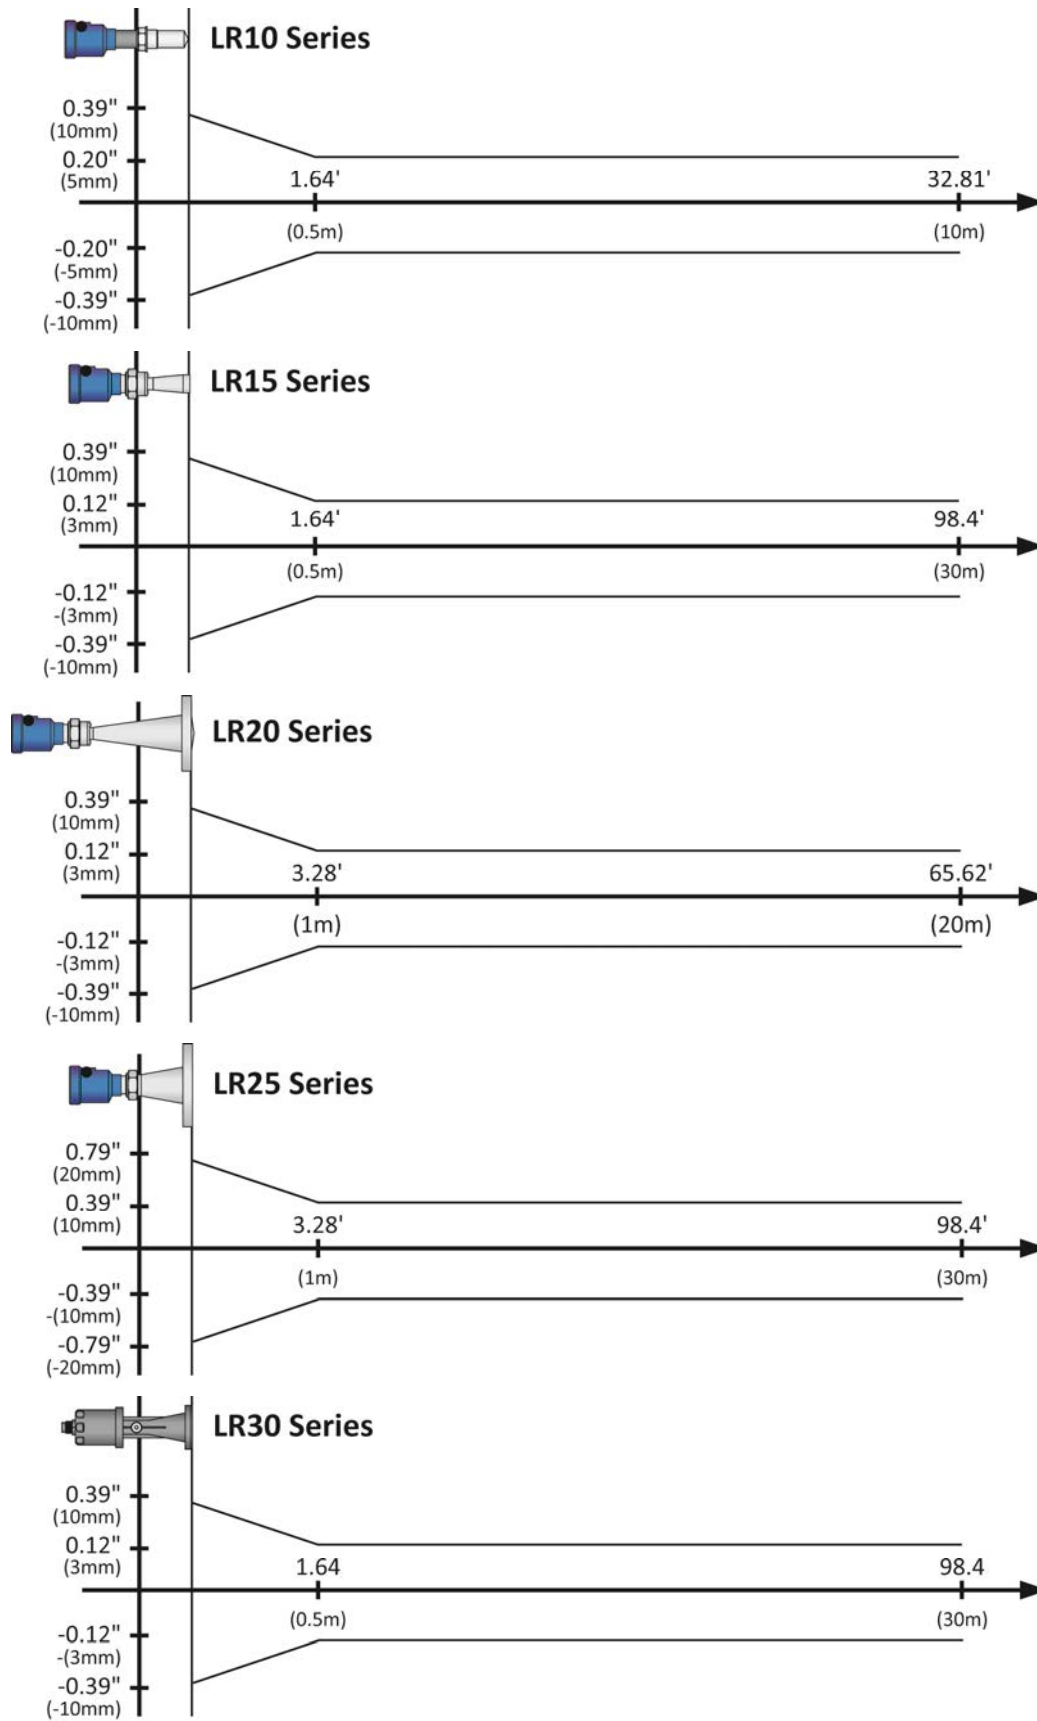 LR10 Series
0.39"
(10mm)
0.20"
(5mm)
1.64'
32.81'
(0.5m)
(10m)
-0.20"
(-5mm)
-0.39"
(-10mm)
LR15 Series
0.39"
(10mm)
0.12"
(3mm)
1.64'
98.4'
(0.5m)
(30m)
-0.12"
-(3mm)
-0.39"
(-10mm)
LR20 Series
0.39"
(10mm)
0.12"
(3mm)
3.28'
65.62'
(1m)
(20m)
-0.12"
-(3mm)
-0.39"
(-10mm)
LR25 Series
0.79"
(20mm)
0.39"
(10mm)
3.28'
98.4'
(1m)
(30m)
-0.39"
-(10mm)
-0.79"
(-20mm)
LR30 Series
0.39"
(10mm)
0.12"
(3mm)
1.64
98.4
(0.5m)
(30m)
-0.12"
-(3mm)
-0.39"
(-10mm)